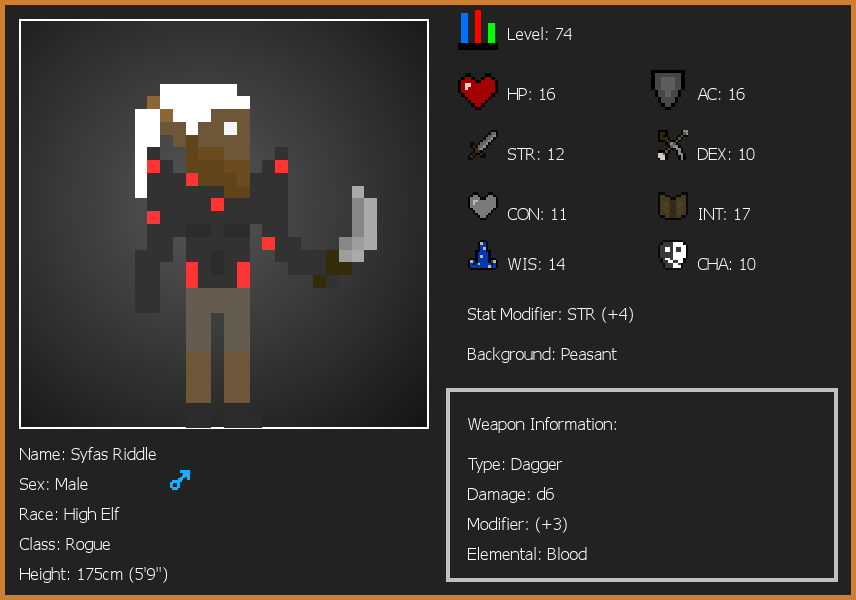 Level: 74
HP: 16
AC: 16
STR: 12
DEX: 10
CON: 11
INT: 17
WIS: 14
CHA: 10
Stat Modifier: STR (+4)
Background: Peasant
Weapon Information:
Type: Dagger
Damage: d6
Modifier: (+3)
Elemental: Blood
Name: Syfas Riddle
Sex: Male
Race: High Elf
Class: Rogue
Height: 175cm (5'9")